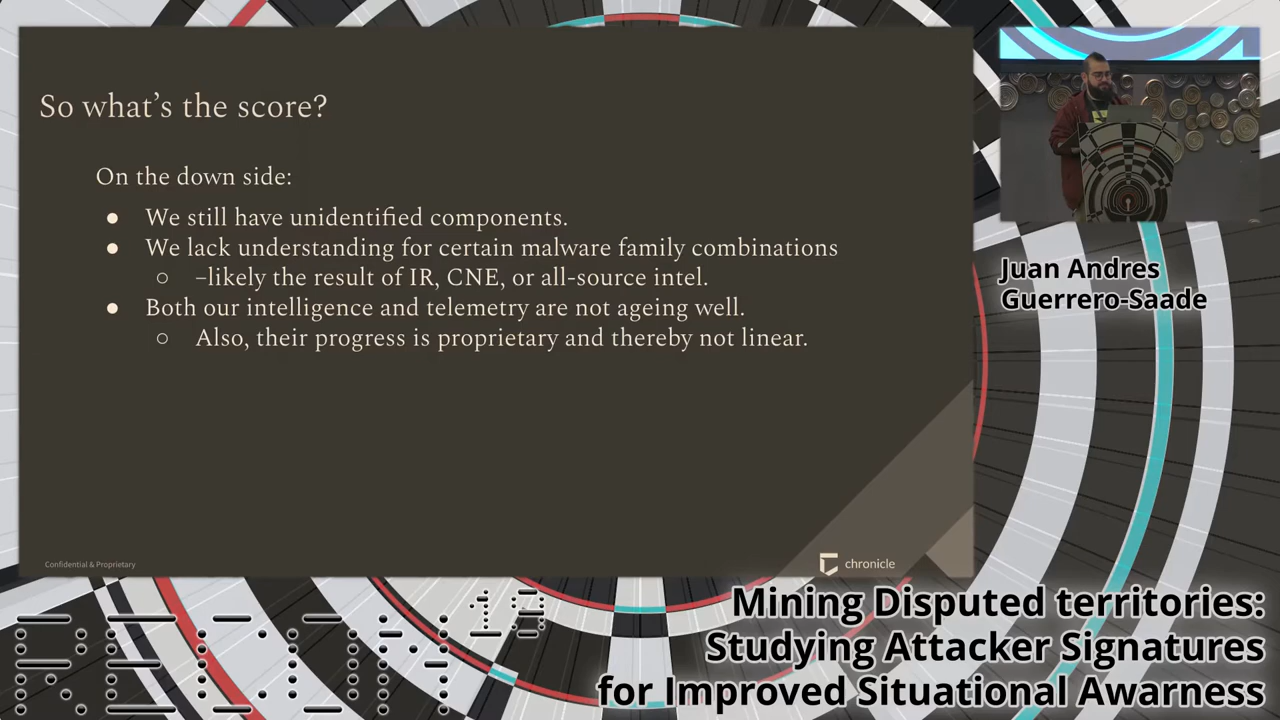 So what's the score?
On the down side:
● We still have unidentified components.
● We lack understanding for certain malware family combinations
○ –likely the result of IR, CNE, or all-source intel.
● Both our intelligence and telemetry are not ageing well.
○ Also, their progress is proprietary and thereby not linear.
Confidential & Proprietary
chronicle
Juan Andres
Guerrero-Saade
RECON
Mining Disputed territories:
Studying Attacker Signatures
for Improved Situational Awarness